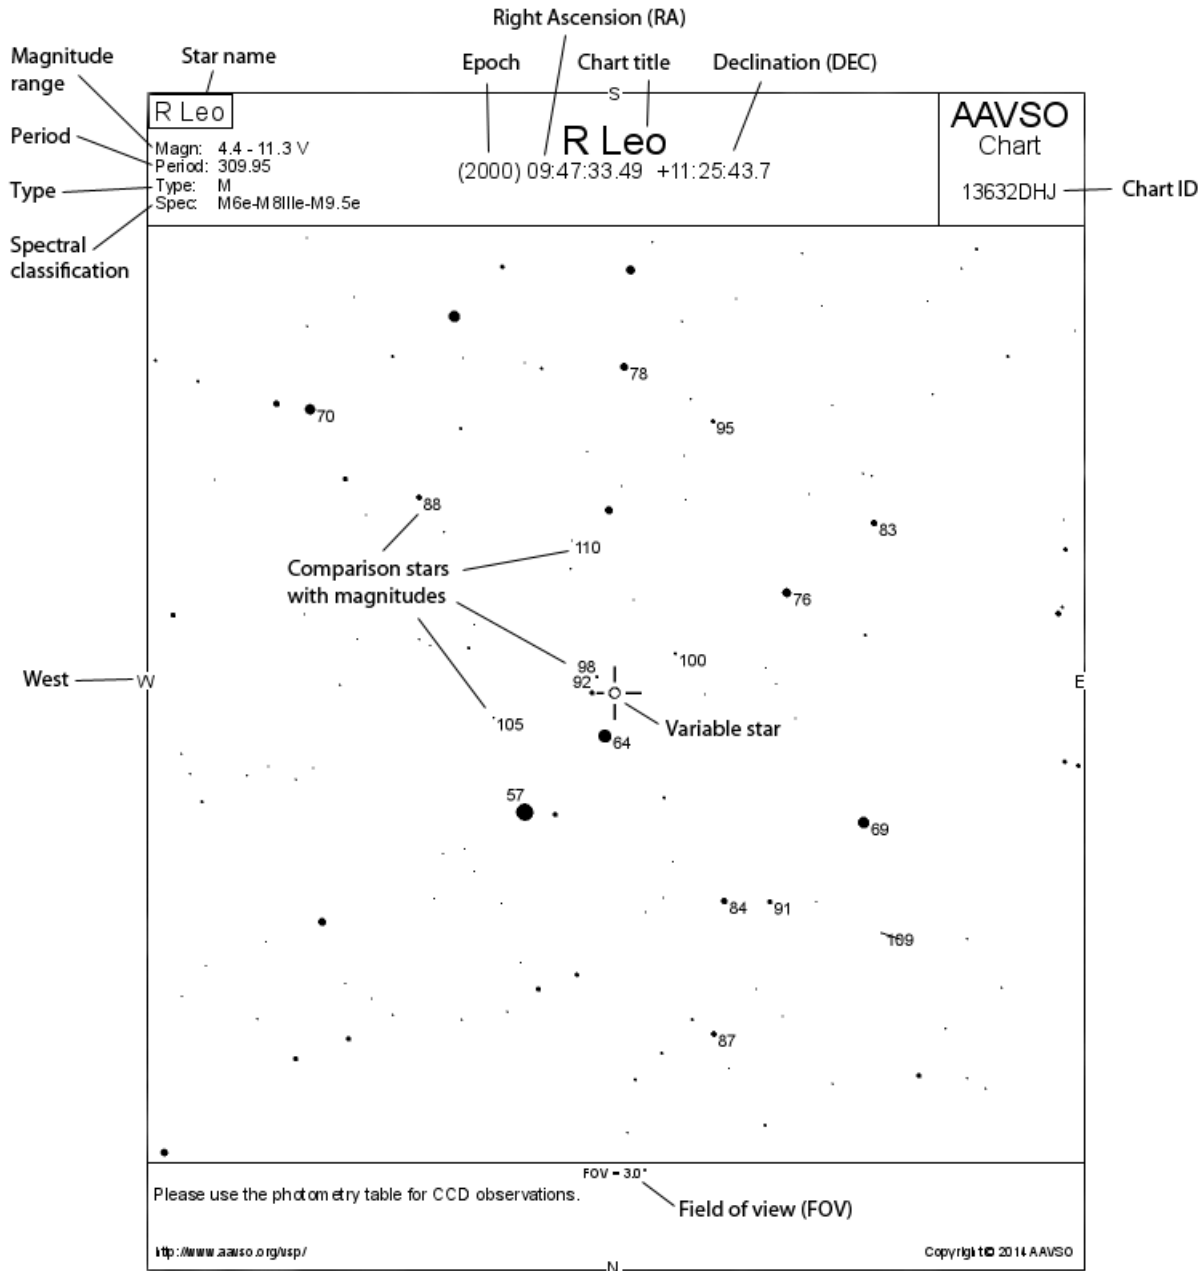 Right Ascension (RA)
Magnitude
range
Star name
Epoch
Chart title
Declination (DEC)
S
R Leo
R Leo
AAVSO
Chart
Period
Magn: 4.4 - 11.3 V
Period: 309.95
(2000) 09:47:33.49 +11:25:43.7
Type
Type: M
Spec: M6e-M8IIIe-M9.5e
13632DHJ
Chart ID
Spectral
classification
78
70
95
88
83
110
Comparison stars
with magnitudes
76
98
100
West
W
92
E
105
Variable star
64
57
69
84
91
109
87
FOV = 3.0°
Please use the photometry table for CCD observations.
Field of view (FOV)
http://www.aavso.org/vsp/
Copyright © 2014 AAVSO
N